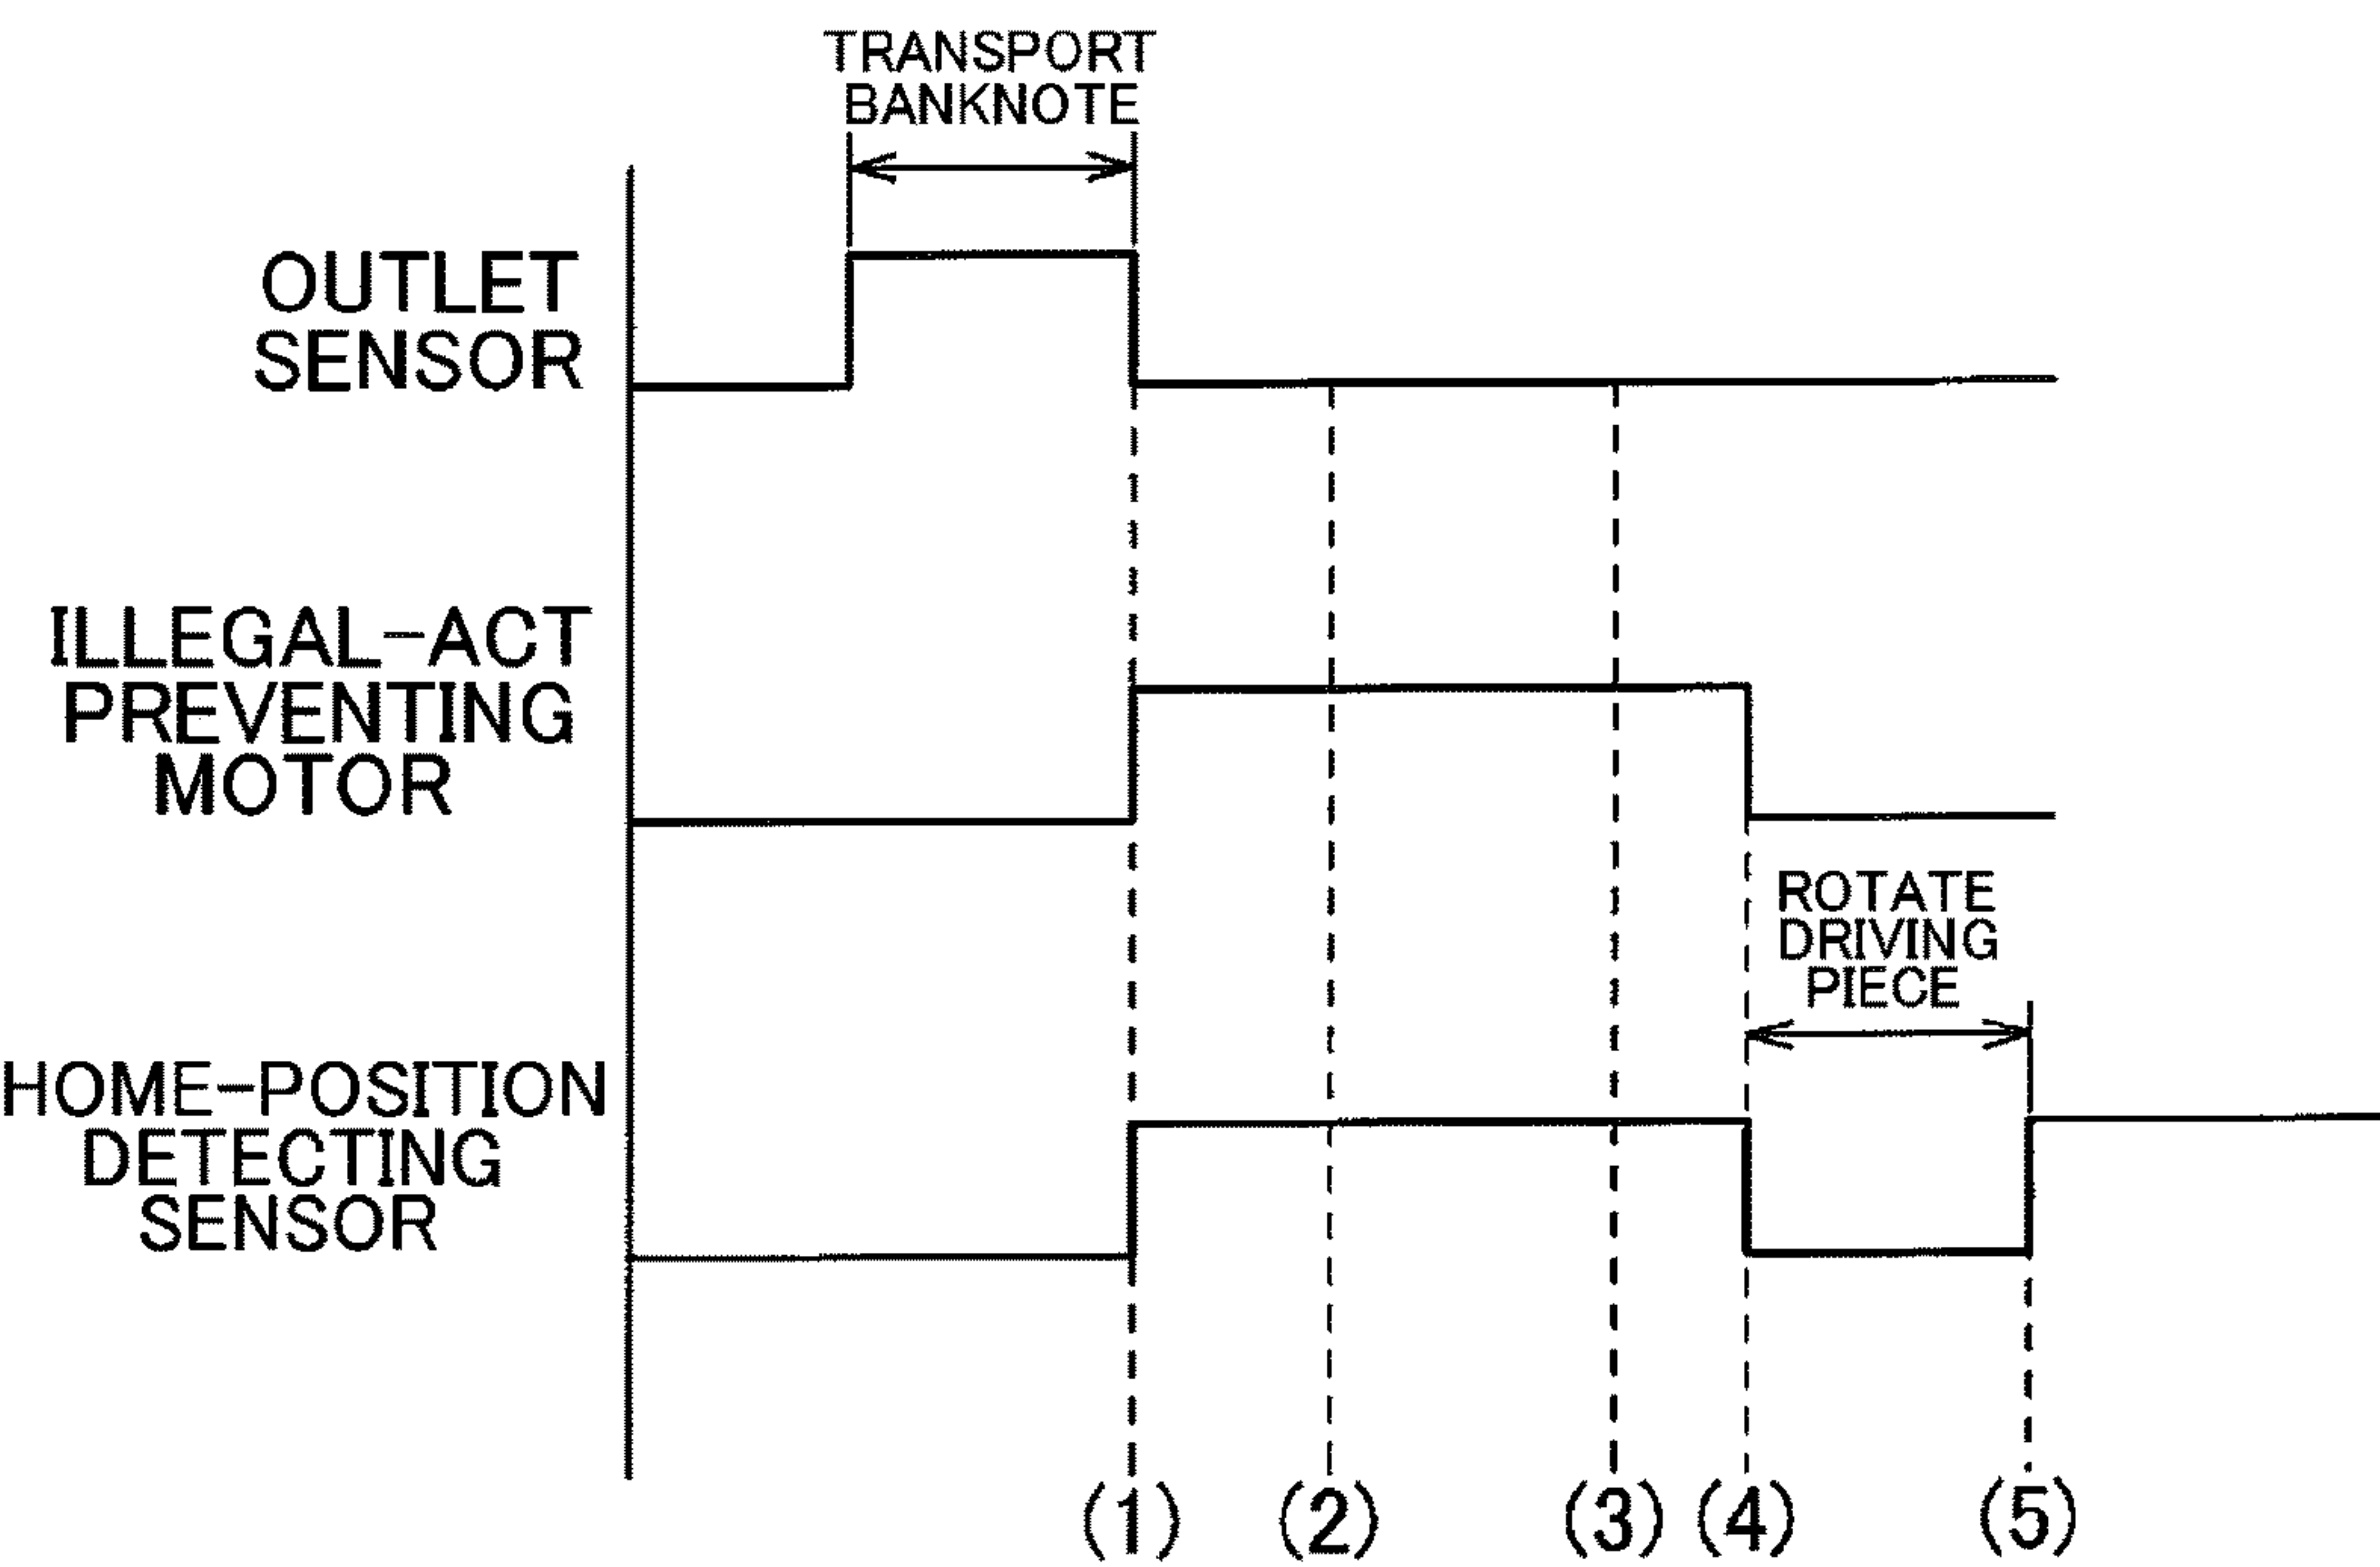 TRANSPORT
BANKNOTE
OUTLET
SENSOR
ILLEGAL-ACT
PREVENTING
MOTOR
ROTATE
DRIVING
PIECE
HOME-POSITION
DETECTING
SENSOR
(1) (2) (3) (4) (5)